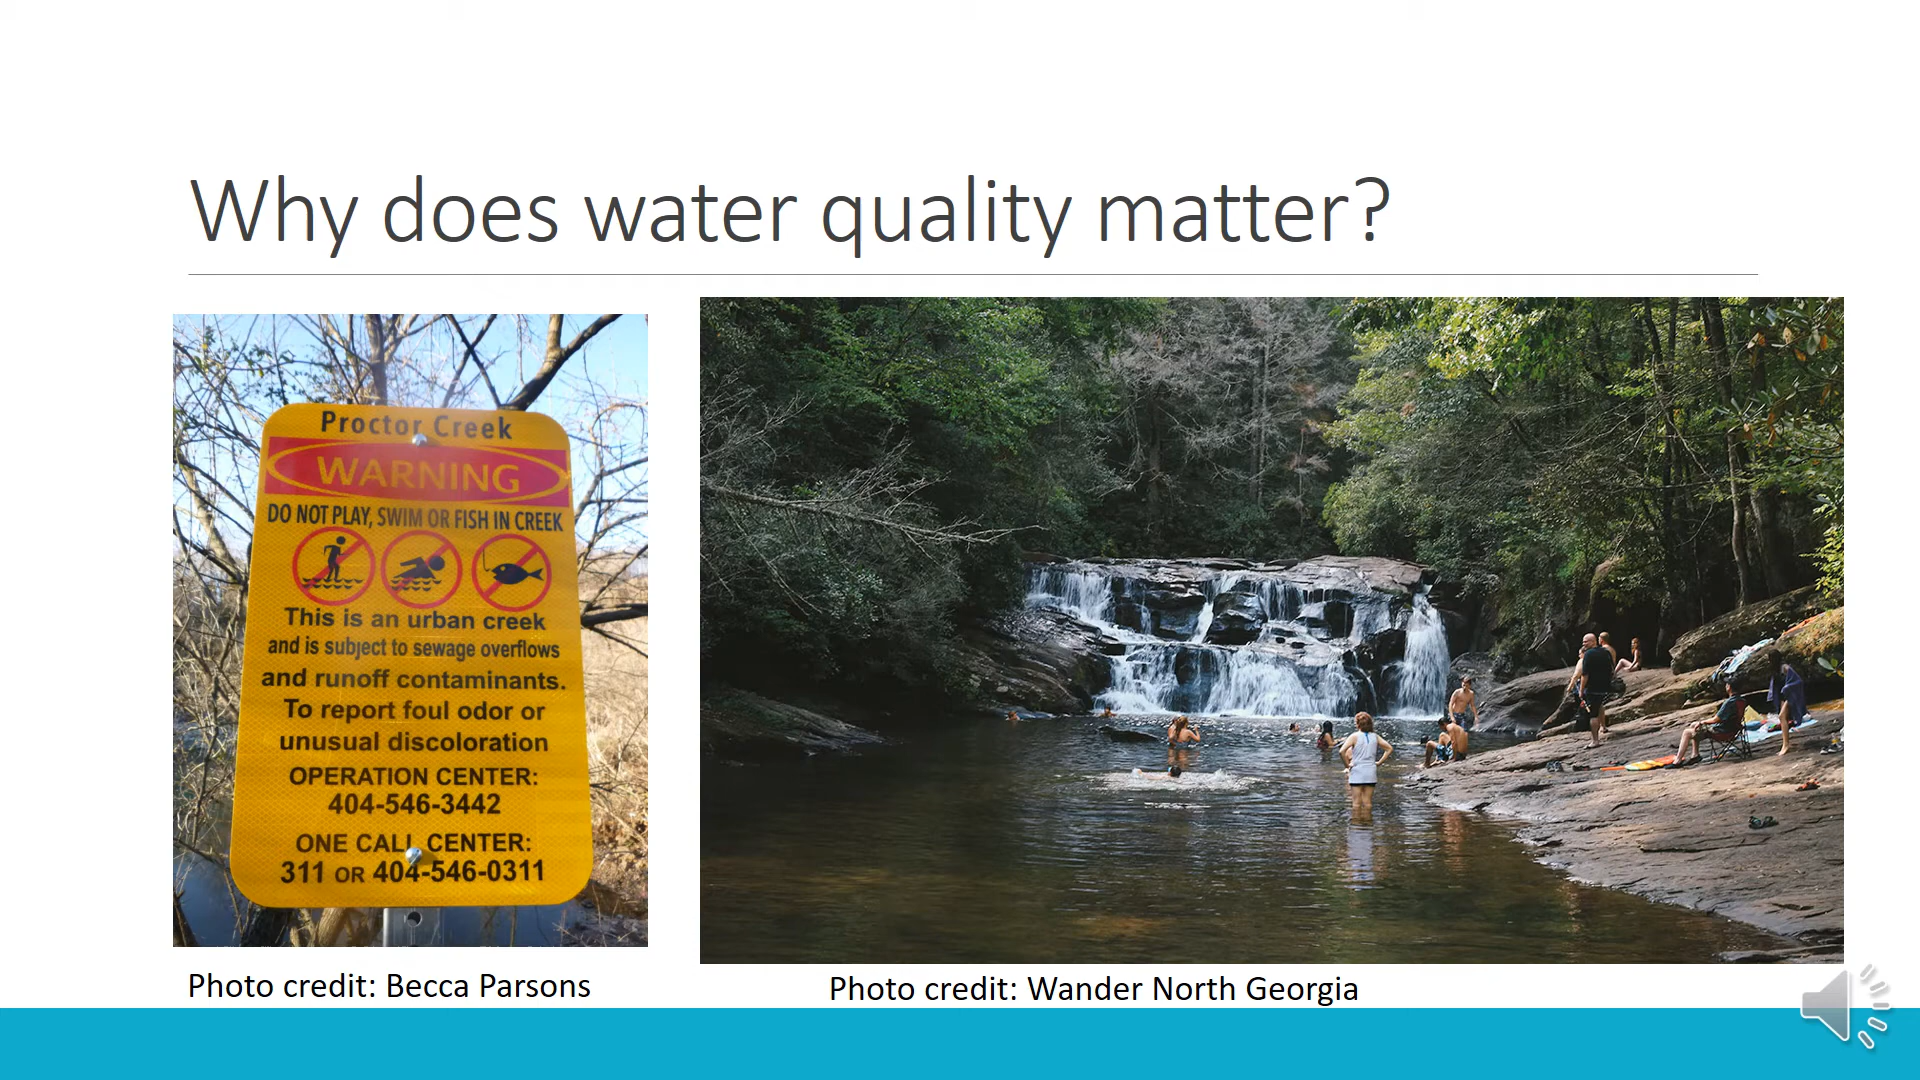 Why does water quality matter?
Proctor Creek
WARNING
DO NOT PLAY, SWIM OR FISH IN CREEK
This is an urban creek
and is subject to sewage overflows
and runoff contaminants.
To report foul odor or
unusual discoloration
OPERATION CENTER:
404-546-3442
ONE CALL CENTER:
311 OR 404-546-0311
Photo credit: Becca Parsons
Photo credit: Wander North Georgia